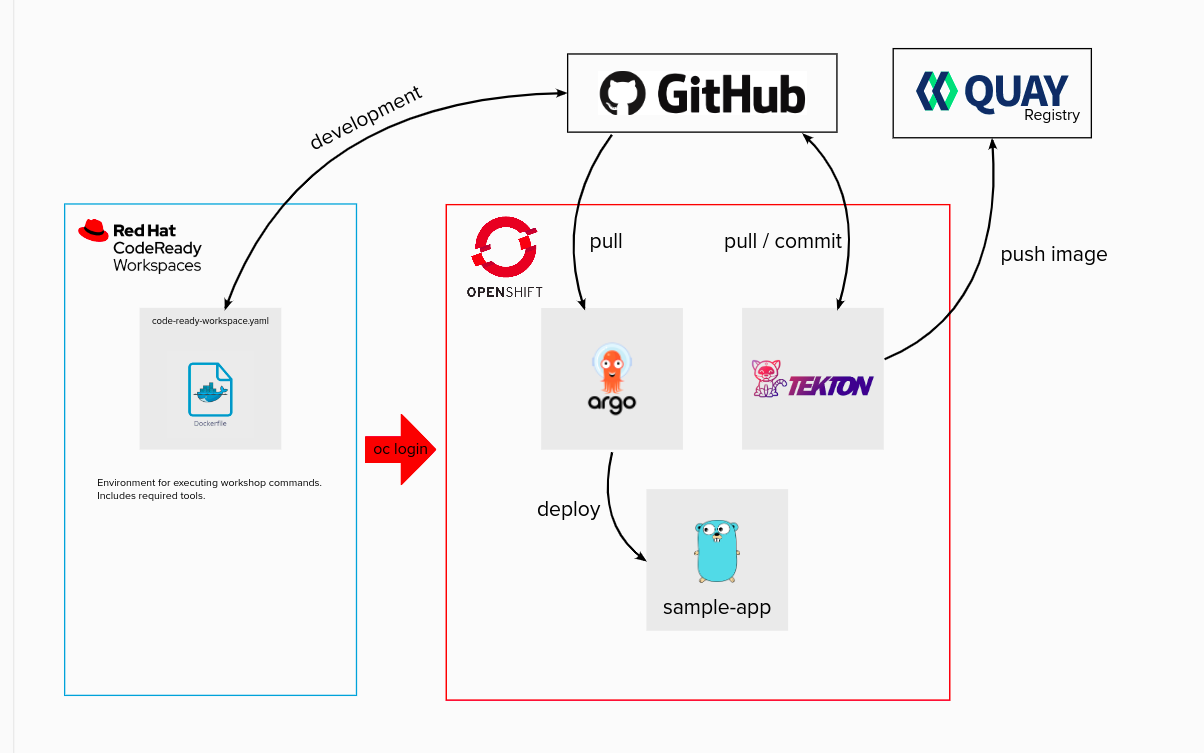 development
GitHub
QUAY
Registry
Red Hat
CodeReady
Workspaces
OPENSHIFT
pull
pull / commit
push image
code-ready-workspace.yaml
Dockerfile
argo
TEKTON
oc login
Environment for executing workshop commands.
Includes required tools.
deploy
sample-app